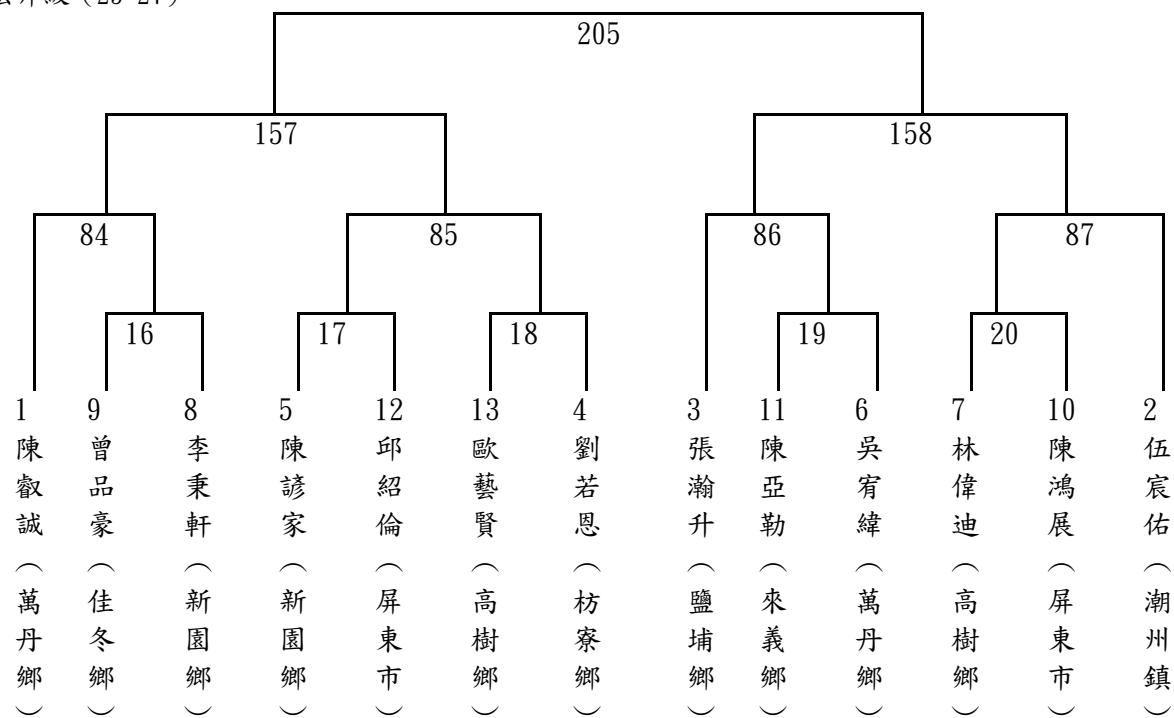 205
157 158
84 85 86 87
16 17 18 19 20
1 9 8 5 12 13 4 3 11 6 7 10 2
陳叡誠（萬丹鄉）
曾品豪（佳冬鄉）
李秉軒（新園鄉）
陳諺家（新園鄉）
邱紹倫（屏東市）
歐藝賢（高樹鄉）
劉若恩（枋寮鄉）
張瀚升（鹽埔鄉）
陳亞勒（來義鄉）
吳宥緯（萬丹鄉）
林偉迪（高樹鄉）
陳鴻展（屏東市）
伍宸佑（潮州鎮）